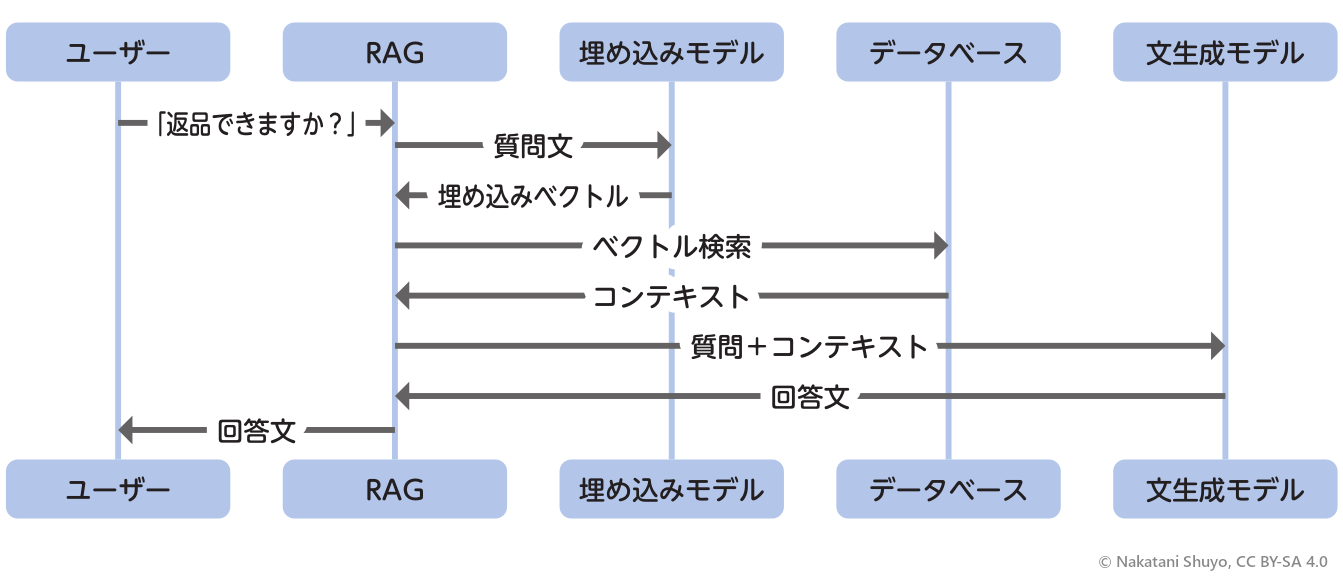 ユーザー
RAG
埋め込みモデル
データベース
文生成モデル
「返品できますか？」
質問文
埋め込みベクトル
ベクトル検索
コンテキスト
質問＋コンテキスト
回答文
回答文
ユーザー
RAG
埋め込みモデル
データベース
文生成モデル
© Nakatani Shuyo, CC BY-SA 4.0